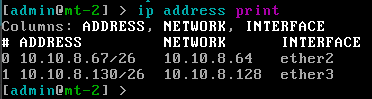 [admin@mt-2] > ip address print
Columns: ADDRESS, NETWORK, INTERFACE
# ADDRESS NETWORK INTERFACE
0 10.10.8.67/26 10.10.8.64 ether2
1 10.10.8.130/26 10.10.8.128 ether3
[admin@mt-2] >